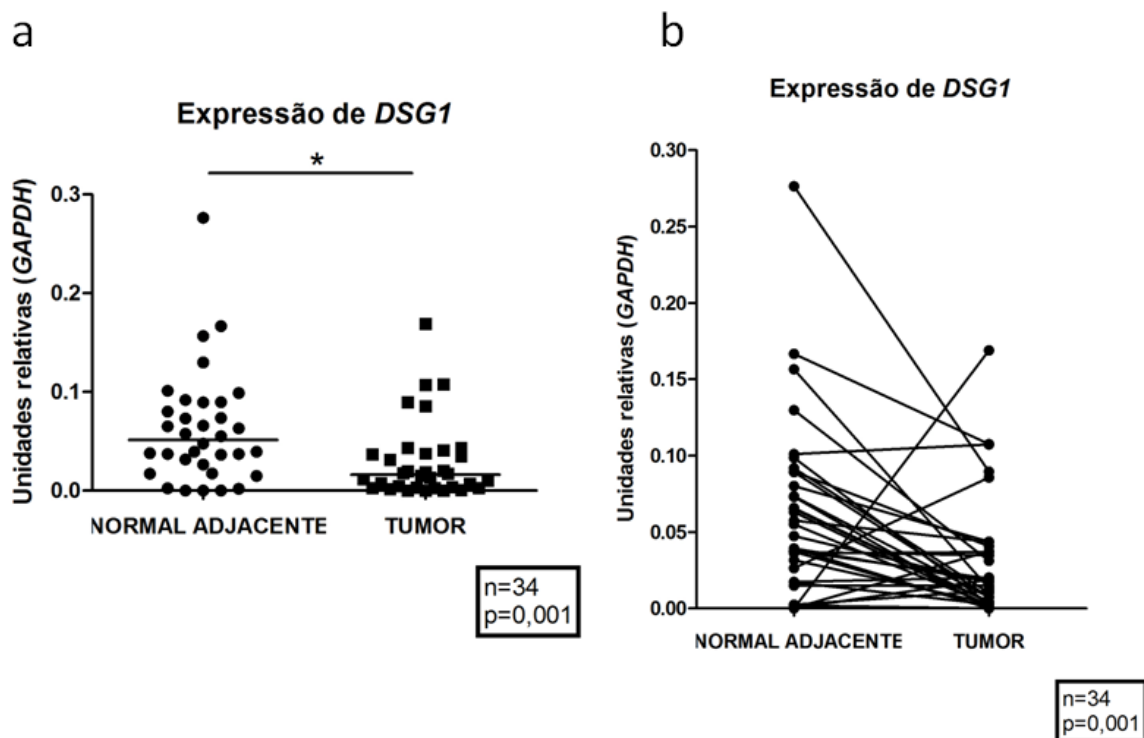 a
Expressão de DSG1
*
Unidades relativas (GAPDH)
0.3
0.2
0.1
0.0
NORMAL ADJACENTE
TUMOR
n=34
p=0,001
b
Expressão de DSG1
Unidades relativas (GAPDH)
0.30
0.25
0.20
0.15
0.10
0.05
0.00
NORMAL ADJACENTE
TUMOR
n=34
p=0,001